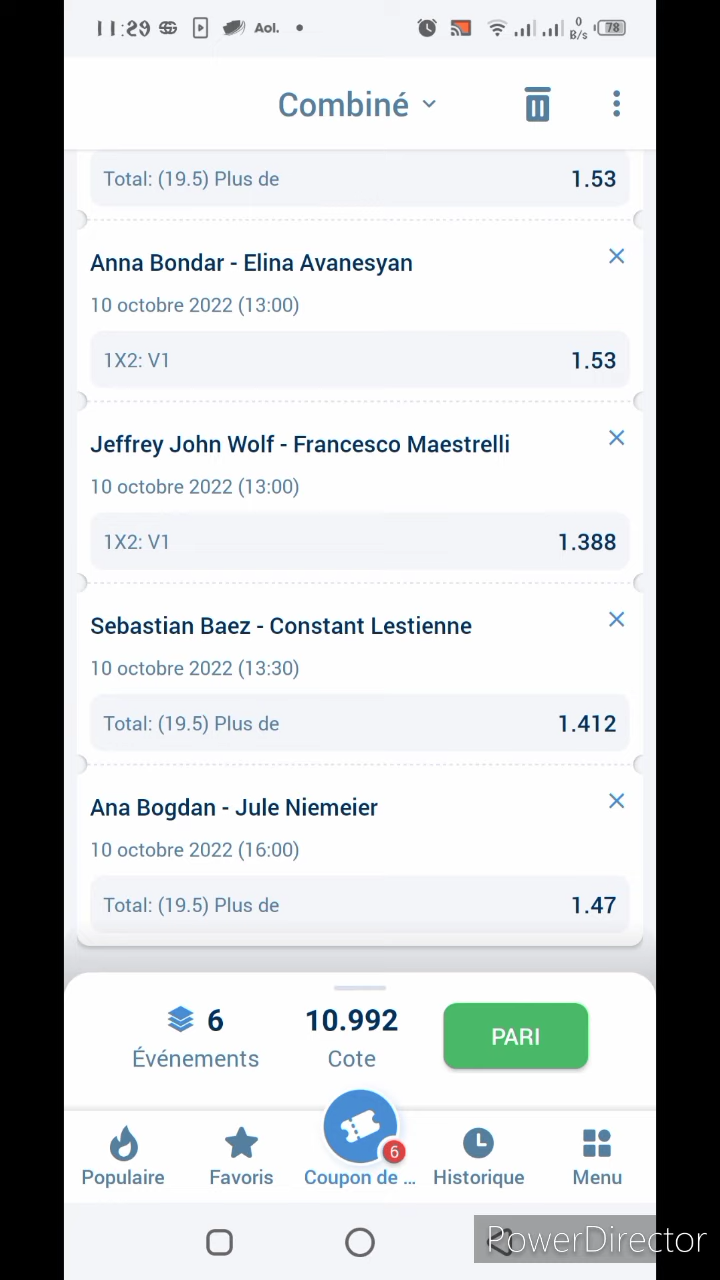 11:29 Aol. 0 B/s 78
Combiné
Total: (19.5) Plus de 1.53
Anna Bondar - Elina Avanesyan
10 octobre 2022 (13:00)
1X2: V1 1.53
Jeffrey John Wolf - Francesco Maestrelli
10 octobre 2022 (13:00)
1X2: V1 1.388
Sebastian Baez - Constant Lestienne
10 octobre 2022 (13:30)
Total: (19.5) Plus de 1.412
Ana Bogdan - Jule Niemeier
10 octobre 2022 (16:00)
Total: (19.5) Plus de 1.47
6 10.992 PARI
Événements Cote
6
Populaire Favoris Coupon de ... Historique Menu
PowerDirector